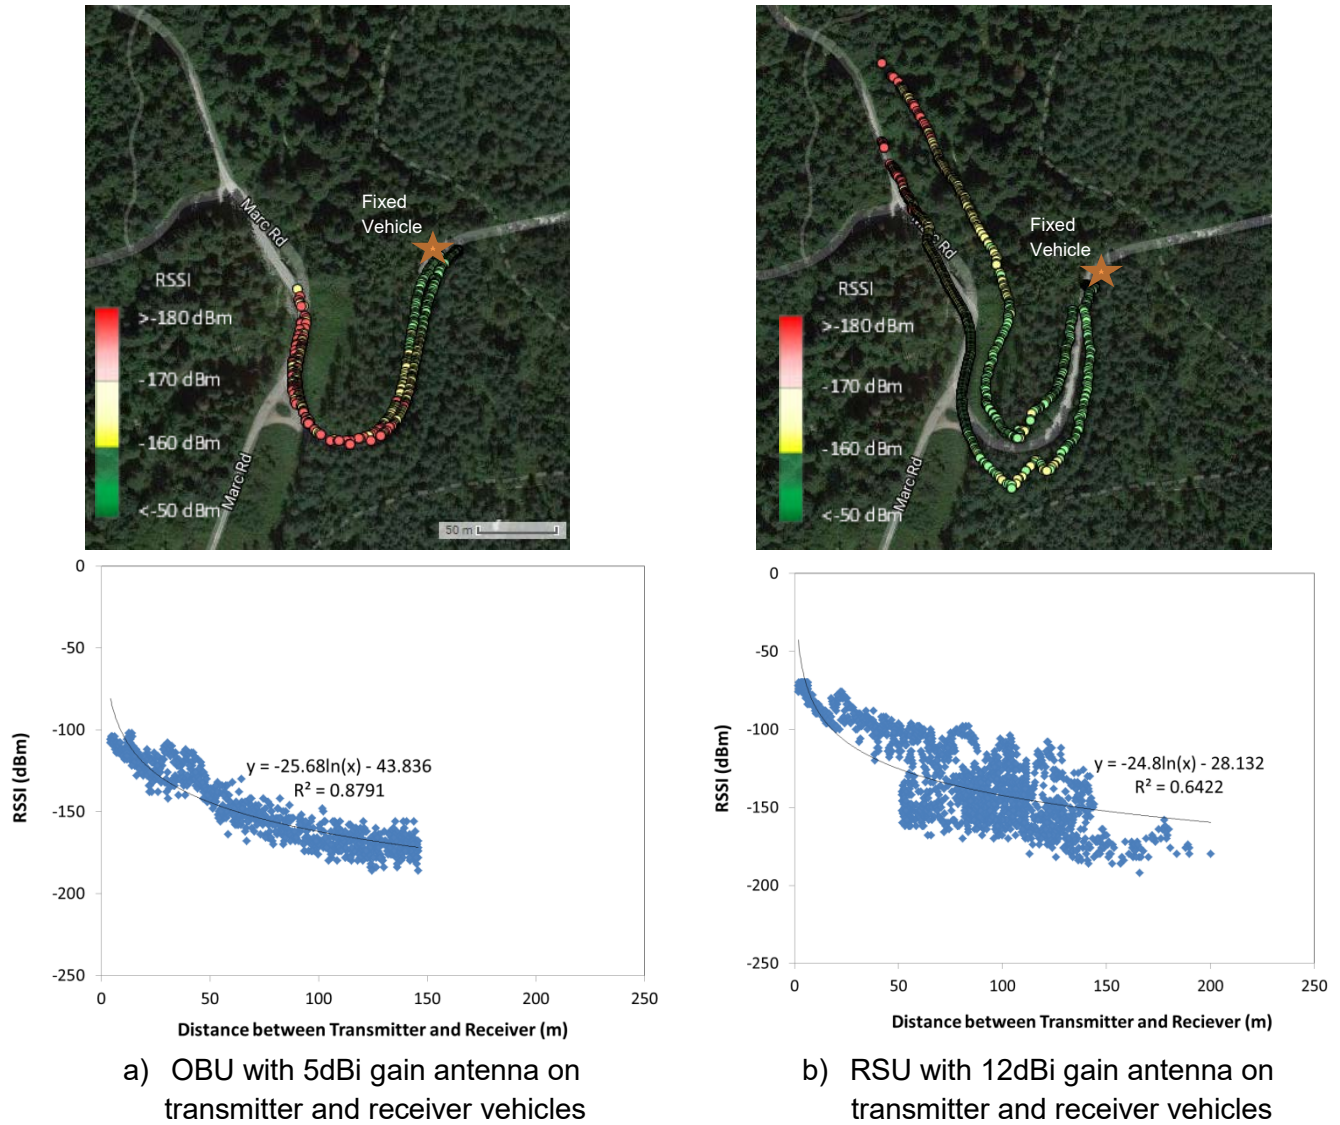 Fixed
Vehicle
Marc Rd
RSSI
>-180 dBm
-170 dBm
-160 dBm
<-50 dBm
Marc Rd
50 m
Fixed
Vehicle
Rd
RSSI
>-180 dBm
-170 dBm
-160 dBm
<-50 dBm
Marc Rd
0
-50
-100
-150
-200
-250
RSSI (dBm)
y = -25.68ln(x) - 43.836
R² = 0.8791
0 50 100 150 200 250
Distance between Transmitter and Receiver (m)
a) OBU with 5dBi gain antenna on
transmitter and receiver vehicles
0
-50
-100
-150
-200
-250
RSSI (dBm)
y = -24.8ln(x) - 28.132
R² = 0.6422
0 50 100 150 200 250
Distance between Transmitter and Reciever (m)
b) RSU with 12dBi gain antenna on
transmitter and receiver vehicles